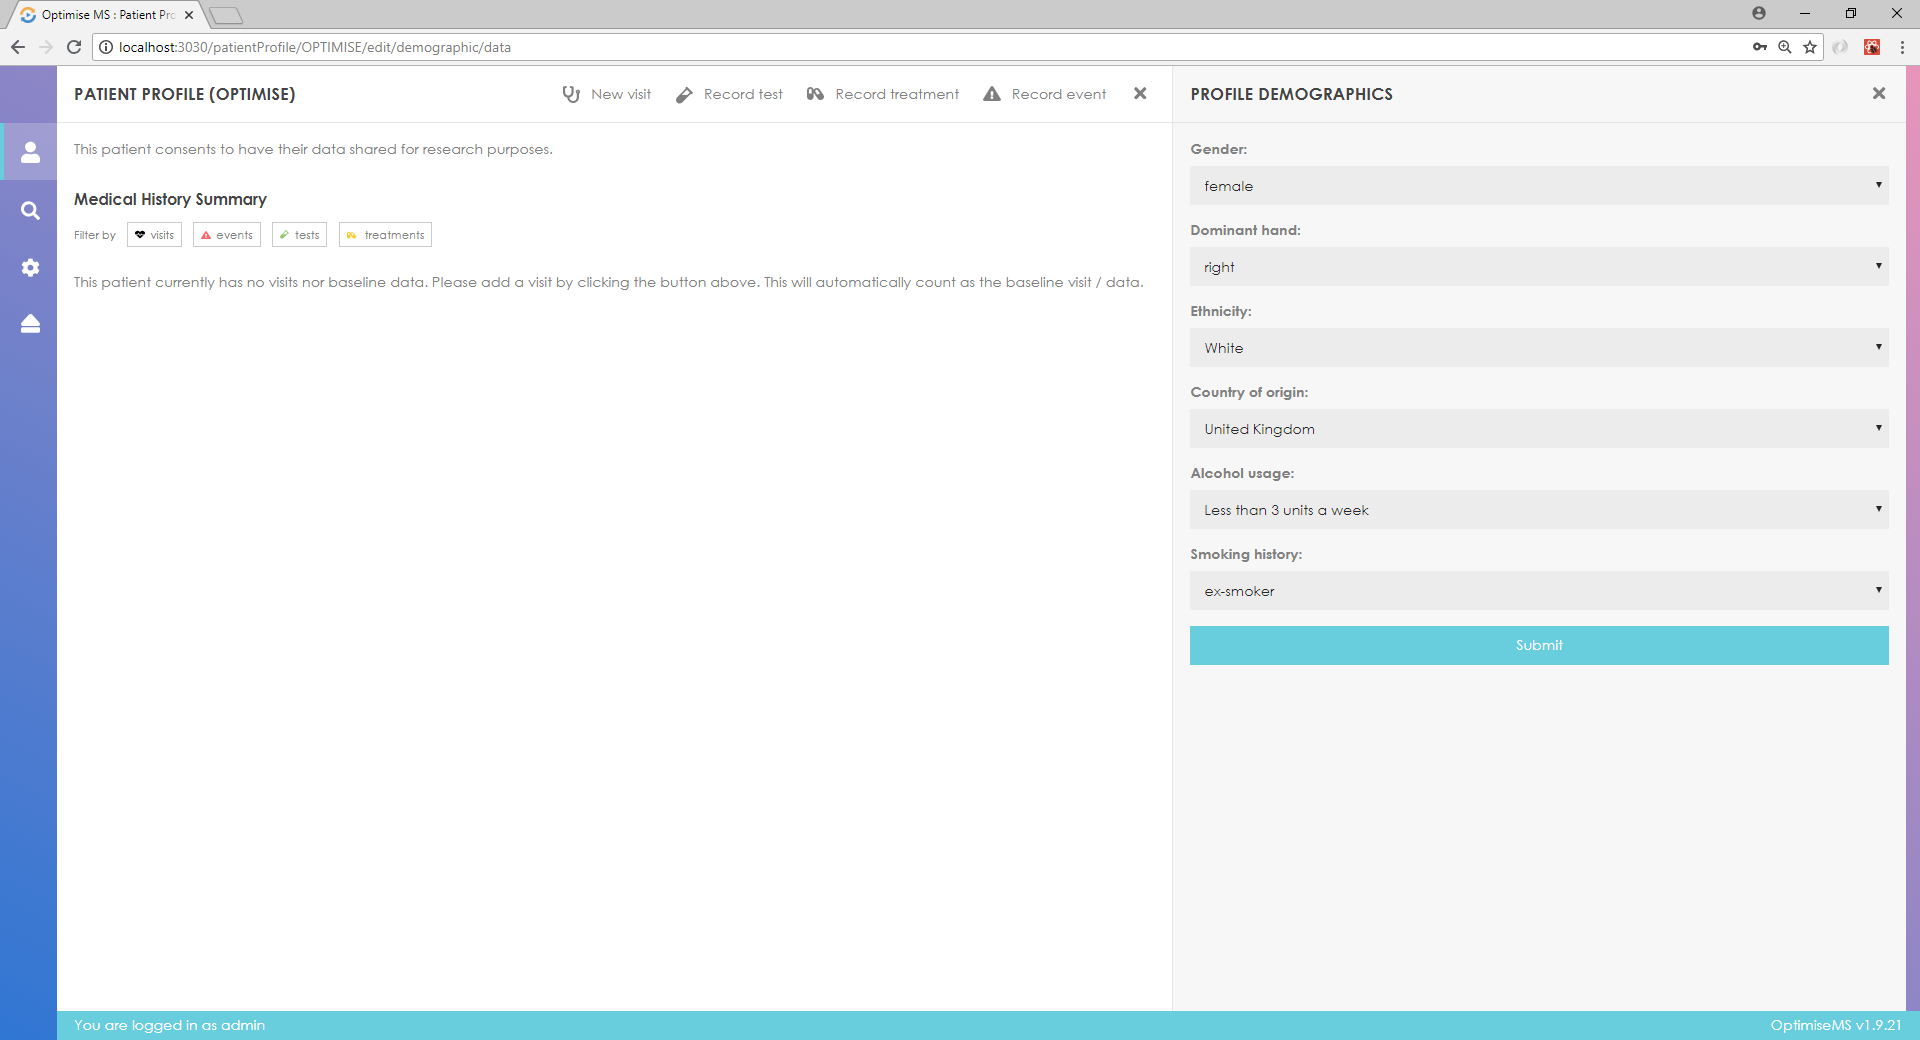 Optimise MS : Patient Pro
localhost:3030/patientProfile/OPTIMISE/edit/demographic/data
PATIENT PROFILE (OPTIMISE)
New visit
Record test
Record treatment
Record event
This patient consents to have their data shared for research purposes.
Medical History Summary
Filter by
visits
events
tests
treatments
This patient currently has no visits nor baseline data. Please add a visit by clicking the button above. This will automatically count as the baseline visit / data.
PROFILE DEMOGRAPHICS
Gender:
female
Dominant hand:
right
Ethnicity:
White
Country of origin:
United Kingdom
Alcohol usage:
Less than 3 units a week
Smoking history:
ex-smoker
Submit
You are logged in as admin
OptimiseMS v1.9.21